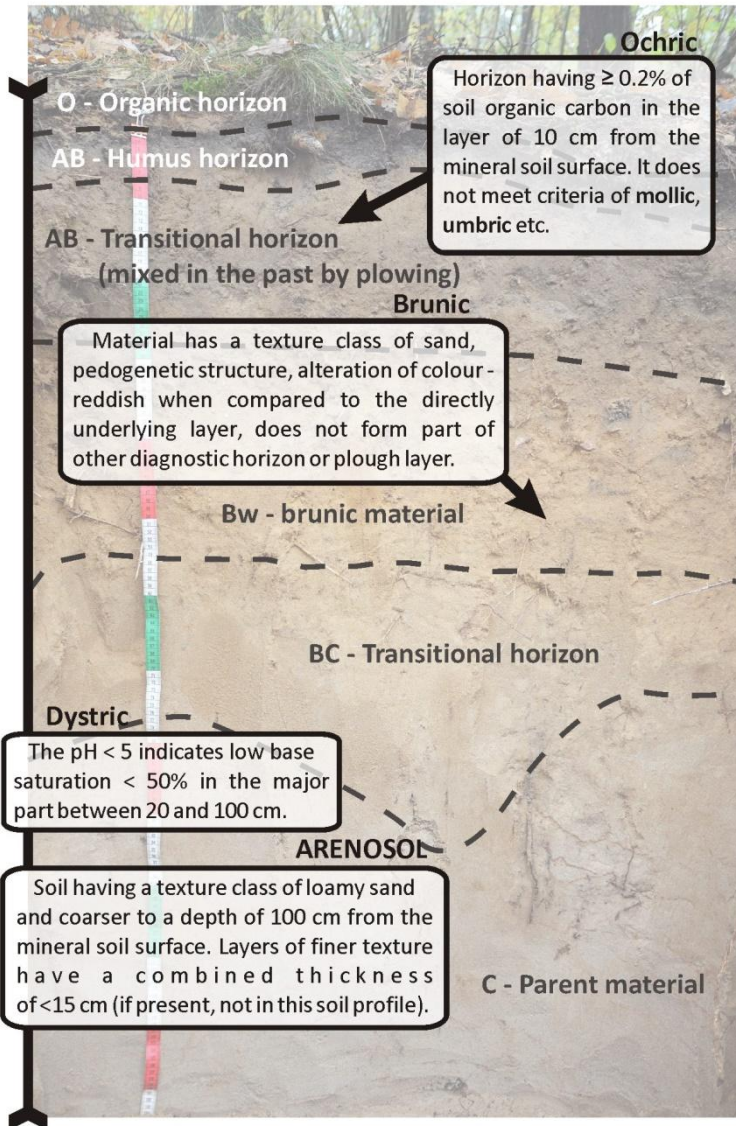 Ochric
Horizon having ≥ 0.2% of
soil organic carbon in the
layer of 10 cm from the
mineral soil surface. It does
not meet criteria of mollic,
umbric etc.
O - Organic horizon
AB - Humus horizon
AB - Transitional horizon
(mixed in the past by plowing)
Brunic
Material has a texture class of sand,
pedogenetic structure, alteration of colour -
reddish when compared to the directly
underlying layer, does not form part of
other diagnostic horizon or plough layer.
Bw - brunic material
BC - Transitional horizon
Dystric
The pH < 5 indicates low base
saturation < 50% in the major
part between 20 and 100 cm.
ARENOSOL
Soil having a texture class of loamy sand
and coarser to a depth of 100 cm from the
mineral soil surface. Layers of finer texture
have a combined thickness
of <15 cm (if present, not in this soil profile).
C - Parent material